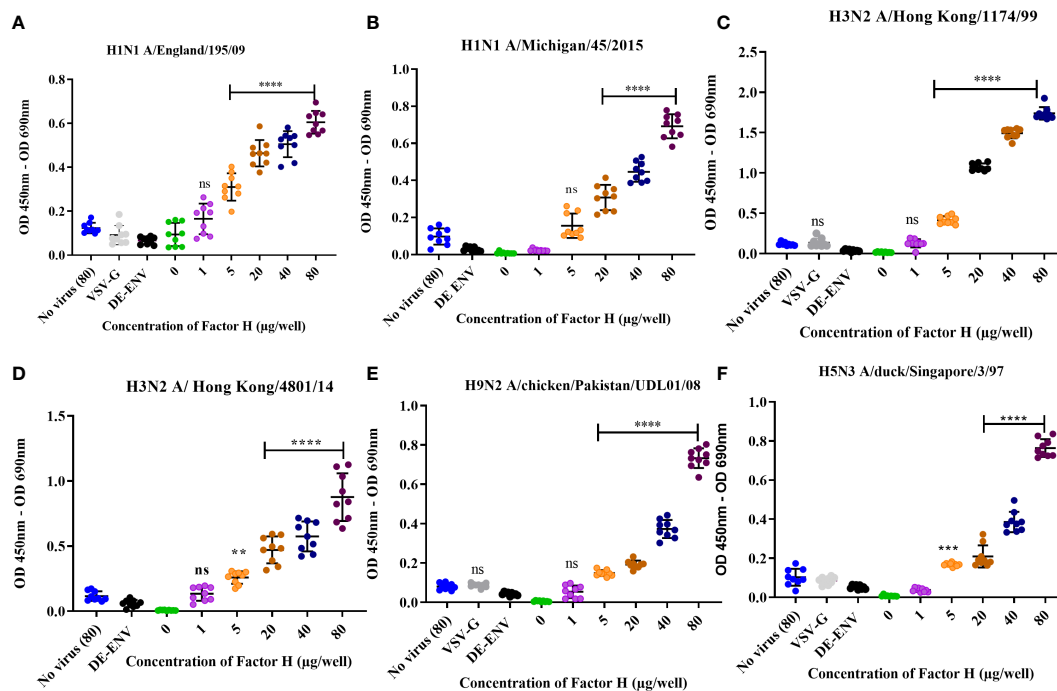 A
H1N1 A/England/195/09
OD 450nm - OD 690nm
0.8
0.6
0.4
0.2
0.0
ns
****
No virus (80)
VSV-G
DE-ENV
0
1
5
20
40
80
Concentration of Factor H (µg/well)
B
H1N1 A/Michigan/45/2015
OD 450nm - OD 690nm
1.0
0.8
0.6
0.4
0.2
0.0
ns
****
No virus (80)
DE ENV
0
1
5
20
40
80
Concentration of Factor H (µg/well)
C
H3N2 A/Hong Kong/1174/99
OD 450nm - OD 690nm
2.5
2.0
1.5
1.0
0.5
0.0
ns
ns
****
No virus (80)
VSV-G
DE-ENV
0
1
5
20
40
80
Concentration of Factor H (µg/well)
D
H3N2 A/ Hong Kong/4801/14
OD 450nm - OD 690nm
1.5
1.0
0.5
0.0
ns
**
****
No virus (80)
DE-ENV
0
1
5
20
40
80
Concentration of Factor H (µg/well)
E
H9N2 A/chicken/Pakistan/UDL01/08
OD 450nm - OD 690nm
1.0
0.8
0.6
0.4
0.2
0.0
ns
ns
****
No virus (80)
VSV-G
DE-ENV
0
1
5
20
40
80
Concentration of Factor H (µg/well)
F
H5N3 A/duck/Singapore/3/97
OD 450nm - OD 690nm
1.0
0.8
0.6
0.4
0.2
0.0
***
****
No virus (80)
VSV-G
DE-ENV
0
1
5
20
40
80
Concentration of Factor H (µg/well)